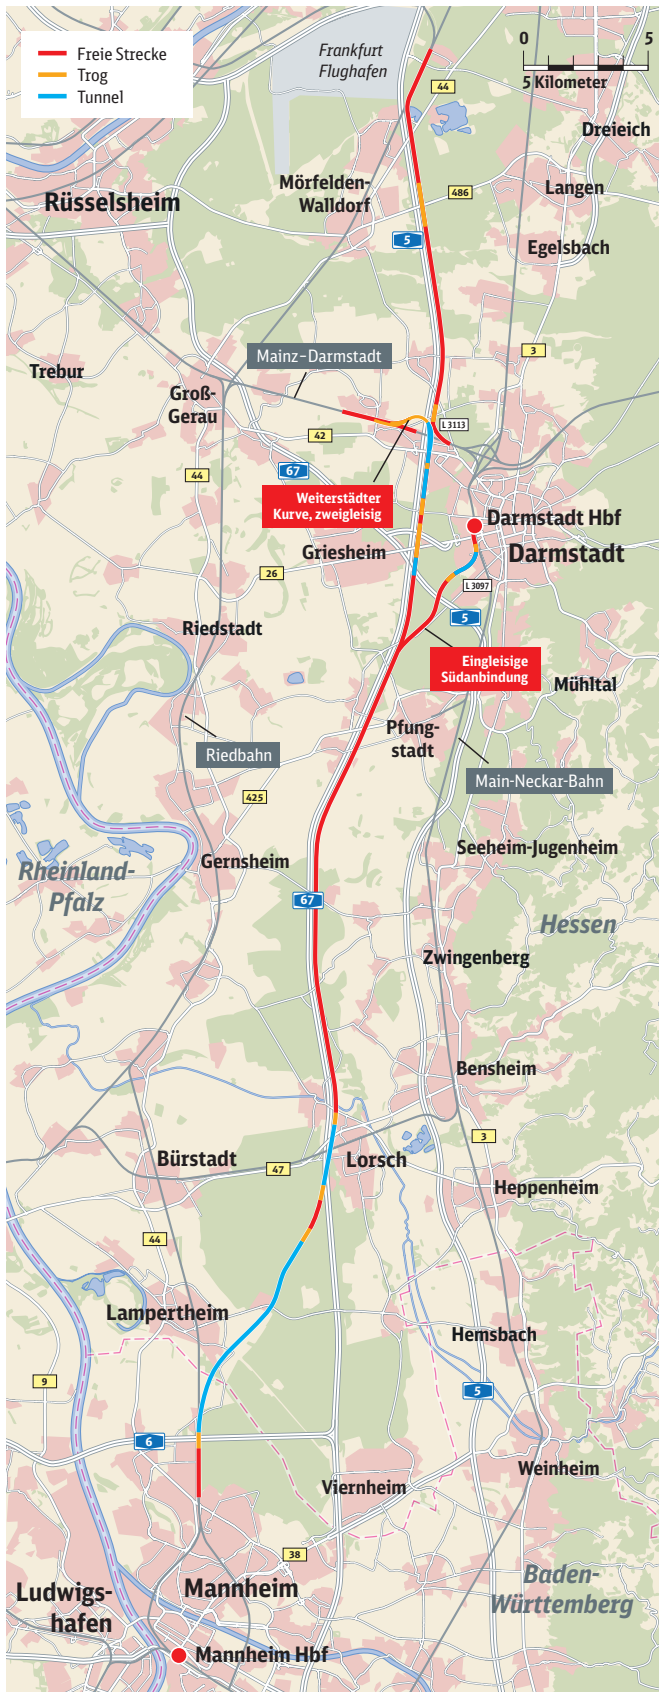 Freie Strecke
Trog
Tunnel
Frankfurt
Flughafen
0
5
5 Kilometer
44
Dreieich
Mörfelden-
Walldorf
486
Langen
Rüsselsheim
5
Egelsbach
3
Mainz–Darmstadt
Trebur
Groß-
Gerau
L 3113
42
67
44
Weiterstädter
Kurve, zweigleisig
Darmstadt Hbf
Griesheim
Darmstadt
26
L 3097
5
Riedstadt
Eingleisige
Südanbindung
Mühltal
Pfung-
stadt
Riedbahn
Main-Neckar-Bahn
425
Seeheim-Jugenheim
Gernsheim
Rheinland-
Pfalz
67
Hessen
Zwingenberg
Bensheim
3
Bürstadt
47
Lorsch
Heppenheim
44
Lampertheim
Hemsbach
9
5
6
Weinheim
Viernheim
38
Baden-
Württemberg
Ludwigs-
hafen
Mannheim
Mannheim Hbf